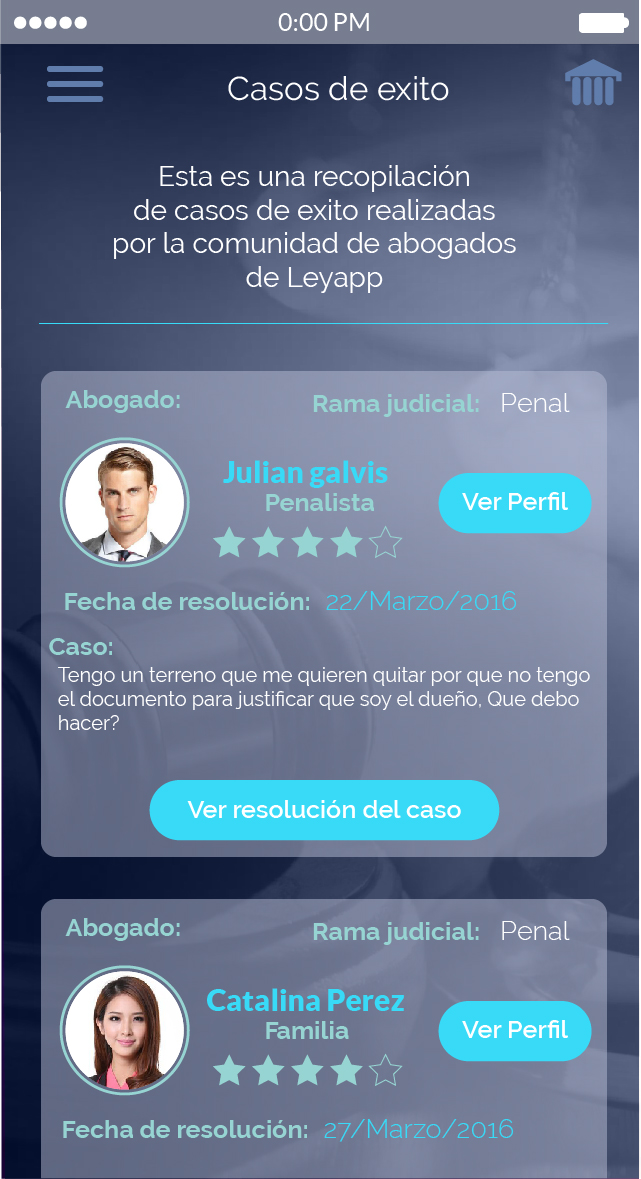 0:00 PM
Casos de exito
Esta es una recopilación
de casos de exito realizadas
por la comunidad de abogados
de Leyapp
Abogado:
Rama judicial: Penal
Julian galvis
Penalista
Ver Perfil
Fecha de resolución: 22/Marzo/2016
Caso:
Tengo un terreno que me quieren quitar por que no tengo
el documento para justificar que soy el dueño, Que debo
hacer?
Ver resolución del caso
Abogado:
Rama judicial: Penal
Catalina Perez
Familia
Ver Perfil
Fecha de resolución: 27/Marzo/2016